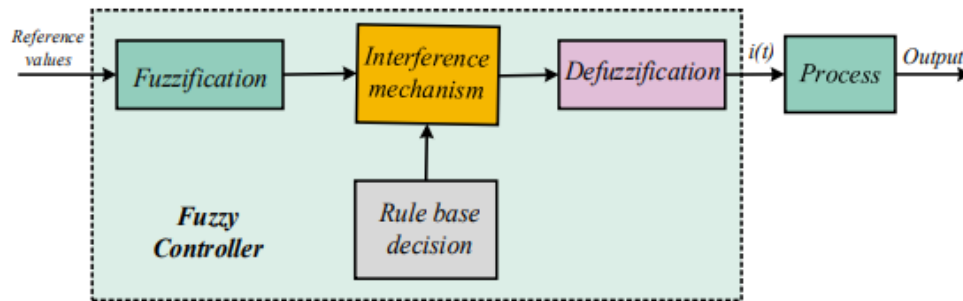 Reference
values
Fuzzification
Interference
mechanism
Defuzzification
i(t)
Process
Output
Rule base
decision
Fuzzy
Controller